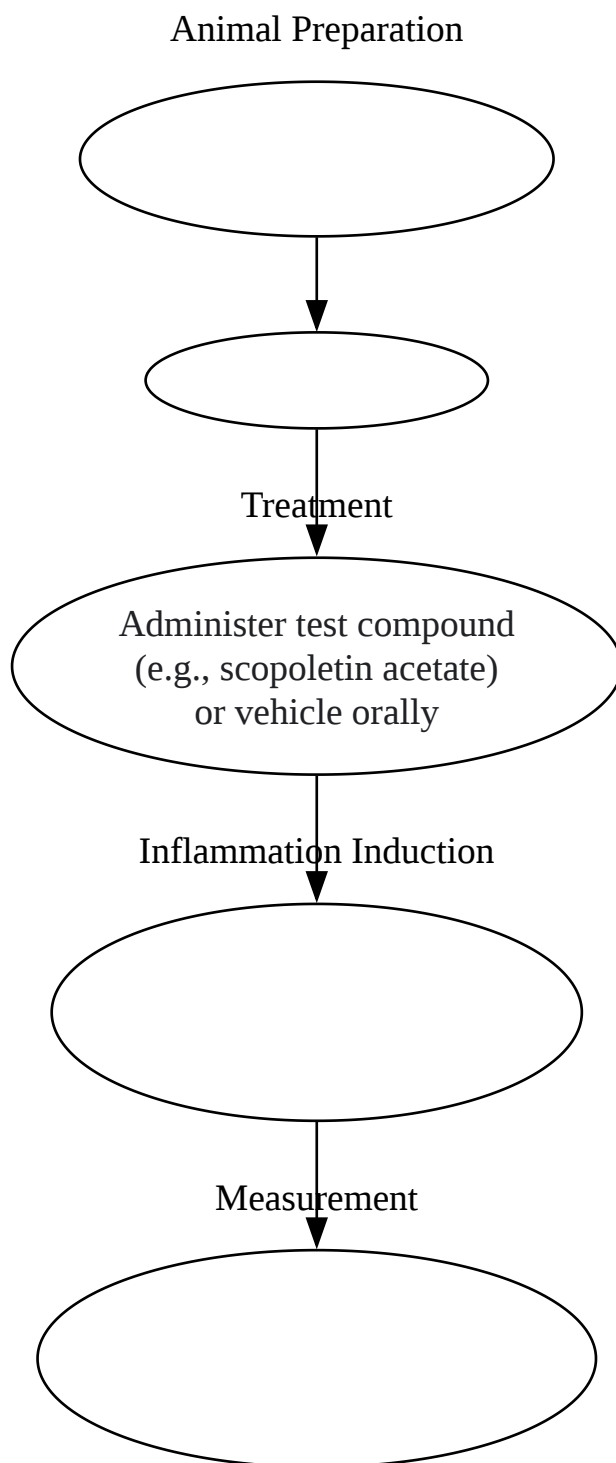 Animal Preparation
Treatment
Administer test compound
(e.g., scopoletin acetate)
or vehicle orally
Inflammation Induction
Measurement